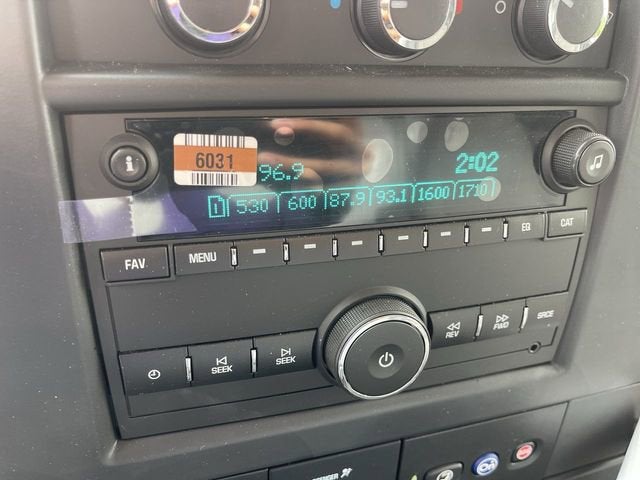 6031
96.9 2:02
1 530 600 87.9 93.1 1600 1710
i
FAV MENU EQ CAT
SEEK SEEK REV FWD SRCE